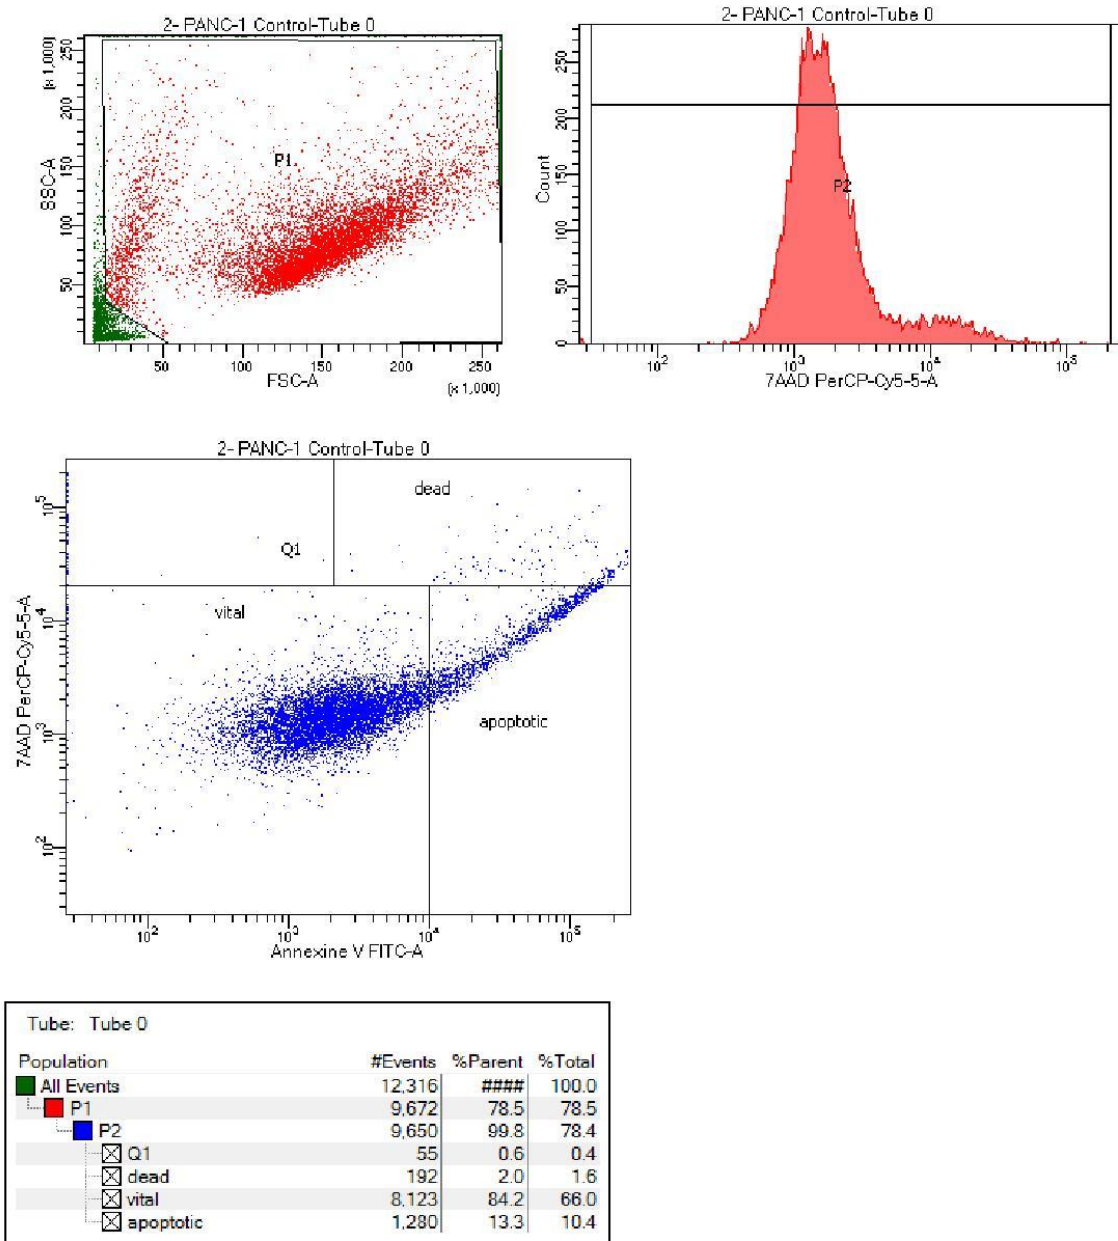 2- PANC-1 Control-Tube 0
(x 1,000)
250
200
150
100
50
SSC-A
P1
50 100 150 200 250
FSC-A
(x 1,000)
2- PANC-1 Control-Tube 0
250
200
150
100
50
0
Count
P2
10² 10³ 10⁴ 10⁵
7AAD PerCP-Cy5-5-A
2- PANC-1 Control-Tube 0
dead
Q1
vital
apoptotic
10⁵
10⁴
10³
10²
7AAD PerCP-Cy5-5-A
10² 10³ 10⁴ 10⁵
Annexine V FITC-A
Tube: Tube 0
Population #Events %Parent %Total
All Events 12,316 #### 100.0
P1 9,672 78.5 78.5
P2 9,650 99.8 78.4
Q1 55 0.6 0.4
dead 192 2.0 1.6
vital 8,123 84.2 66.0
apoptotic 1,280 13.3 10.4